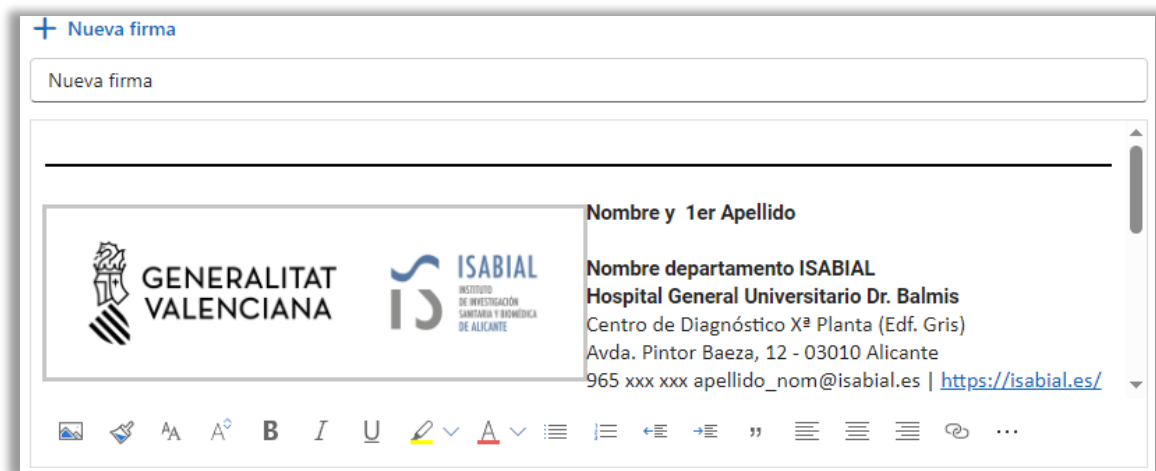 Nueva firma
Nueva firma
GENERALITAT
VALENCIANA
ISABIAL
INSTITUTO
DE INVESTIGACIÓN
SANITARIA Y BIOMÉDICA
DE ALICANTE
Nombre y  1er Apellido
Nombre departamento ISABIAL
Hospital General Universitario Dr. Balmis
Centro de Diagnóstico Xª Planta (Edf. Gris)
Avda. Pintor Baeza, 12 - 03010 Alicante
965 xxx xxx apellido_nom@isabial.es | https://isabial.es/